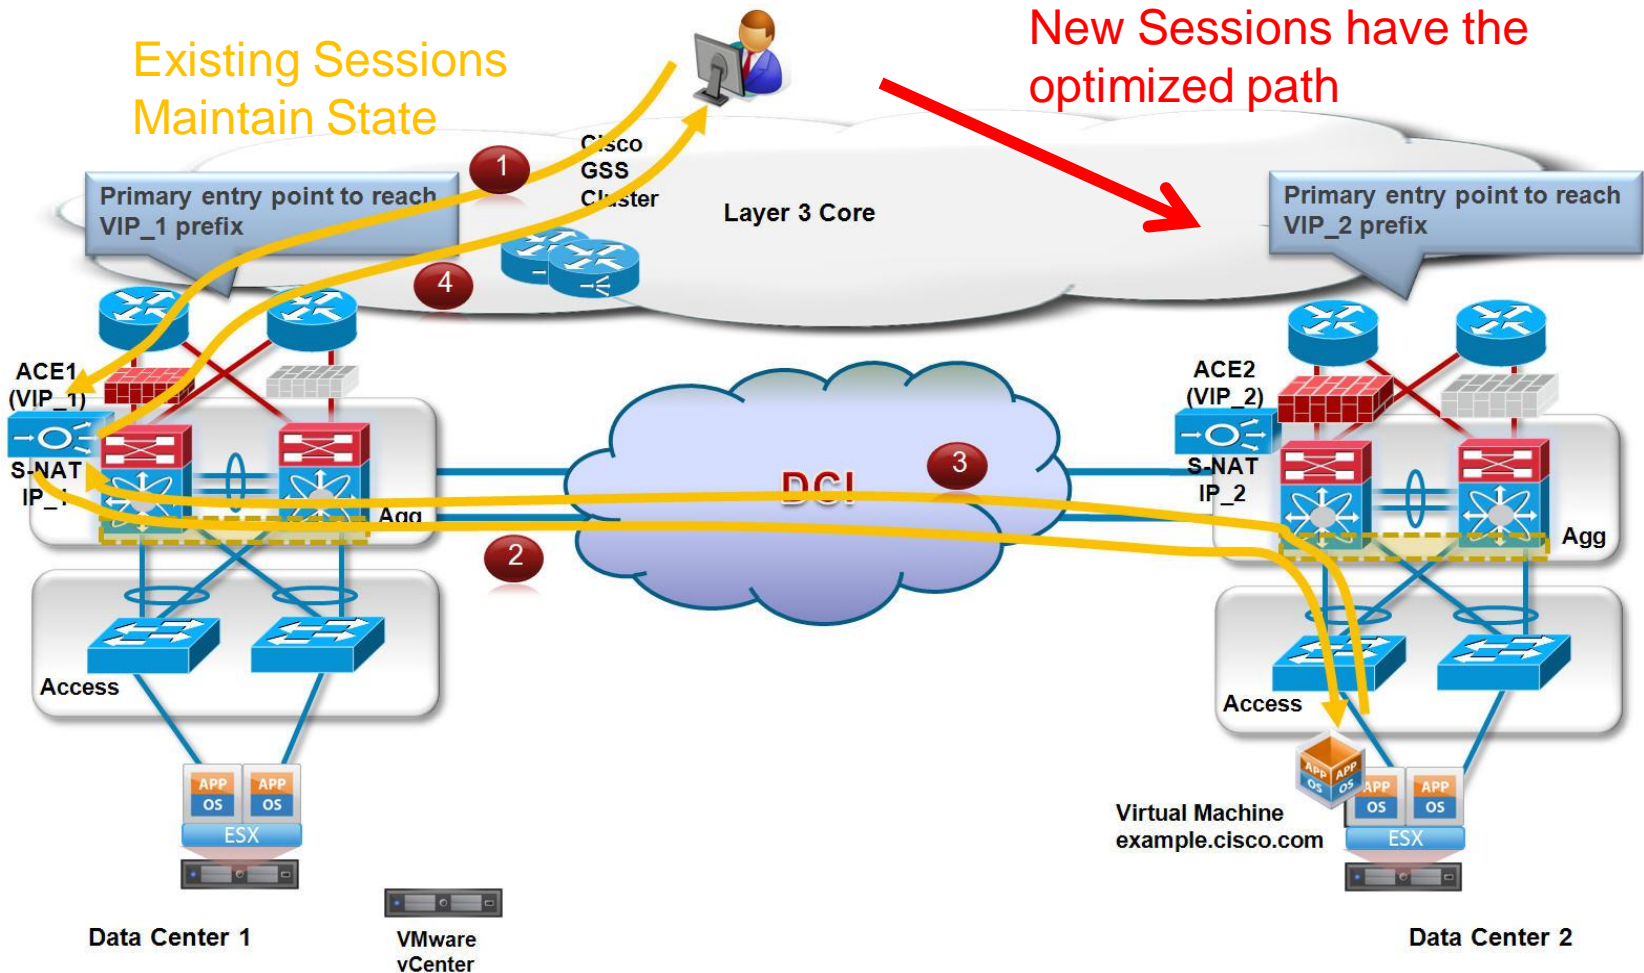 Existing Sessions
Maintain State
New Sessions have the
optimized path
Cisco
GSS
Cluster
1
Primary entry point to reach
VIP_1 prefix
Layer 3 Core
Primary entry point to reach
VIP_2 prefix
4
ACE1
(VIP_1)
S-NAT
IP_1
Agg
ACE2
(VIP_2)
S-NAT
IP_2
Agg
DCI
3
2
Access
Access
APP
OS
APP
OS
ESX
Virtual Machine
example.cisco.com
APP
OS
APP
OS
APP
OS
APP
OS
ESX
Data Center 1
VMware
vCenter
Data Center 2